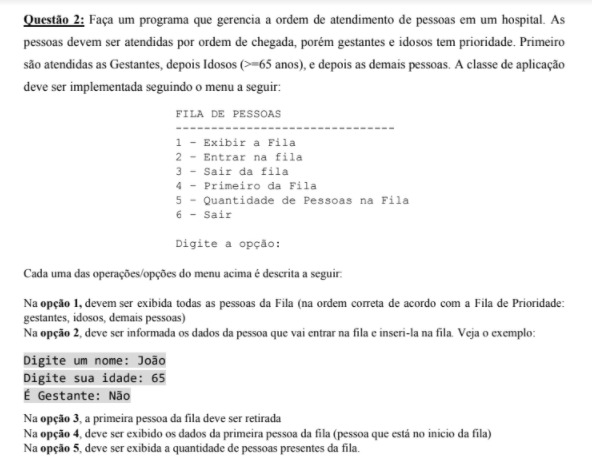 Questão 2: Faça um programa que gerencia a ordem de atendimento de pessoas em um hospital. As
pessoas devem ser atendidas por ordem de chegada, porém gestantes e idosos tem prioridade. Primeiro
são atendidas as Gestantes, depois Idosos (>=65 anos), e depois as demais pessoas. A classe de aplicação
deve ser implementada seguindo o menu a seguir:
FILA DE PESSOAS
-------------------------------
1 - Exibir a Fila
2 - Entrar na fila
3 - Sair da fila
4 - Primeiro da Fila
5 - Quantidade de Pessoas na Fila
6 - Sair
Digite a opção:
Cada uma das operações/opções do menu acima é descrita a seguir:
Na opção 1, devem ser exibida todas as pessoas da Fila (na ordem correta de acordo com a Fila de Prioridade:
gestantes, idosos, demais pessoas)
Na opção 2, deve ser informada os dados da pessoa que vai entrar na fila e inseri-la na fila. Veja o exemplo:
Digite um nome: João
Digite sua idade: 65
É Gestante: Não
Na opção 3, a primeira pessoa da fila deve ser retirada
Na opção 4, deve ser exibido os dados da primeira pessoa da fila (pessoa que está no inicio da fila)
Na opção 5, deve ser exibida a quantidade de pessoas presentes da fila.